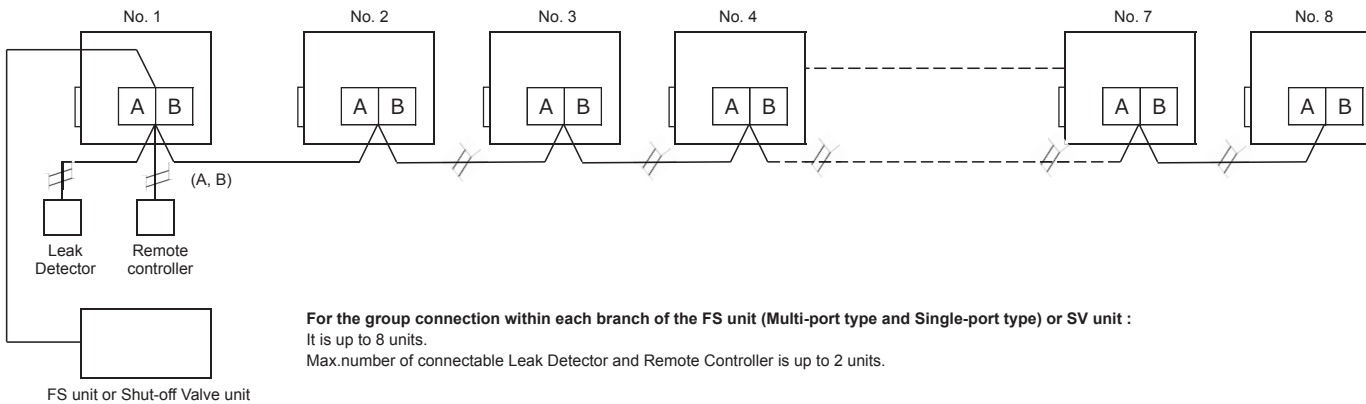 No. 1
No. 2
No. 3
No. 4
No. 7
No. 8
A B
A B
A B
A B
A B
A B
(A, B)
Leak
Detector
Remote
controller
For the group connection within each branch of the FS unit (Multi-port type and Single-port type) or SV unit :
It is up to 8 units.
Max.number of connectable Leak Detector and Remote Controller is up to 2 units.
FS unit or Shut-off Valve unit